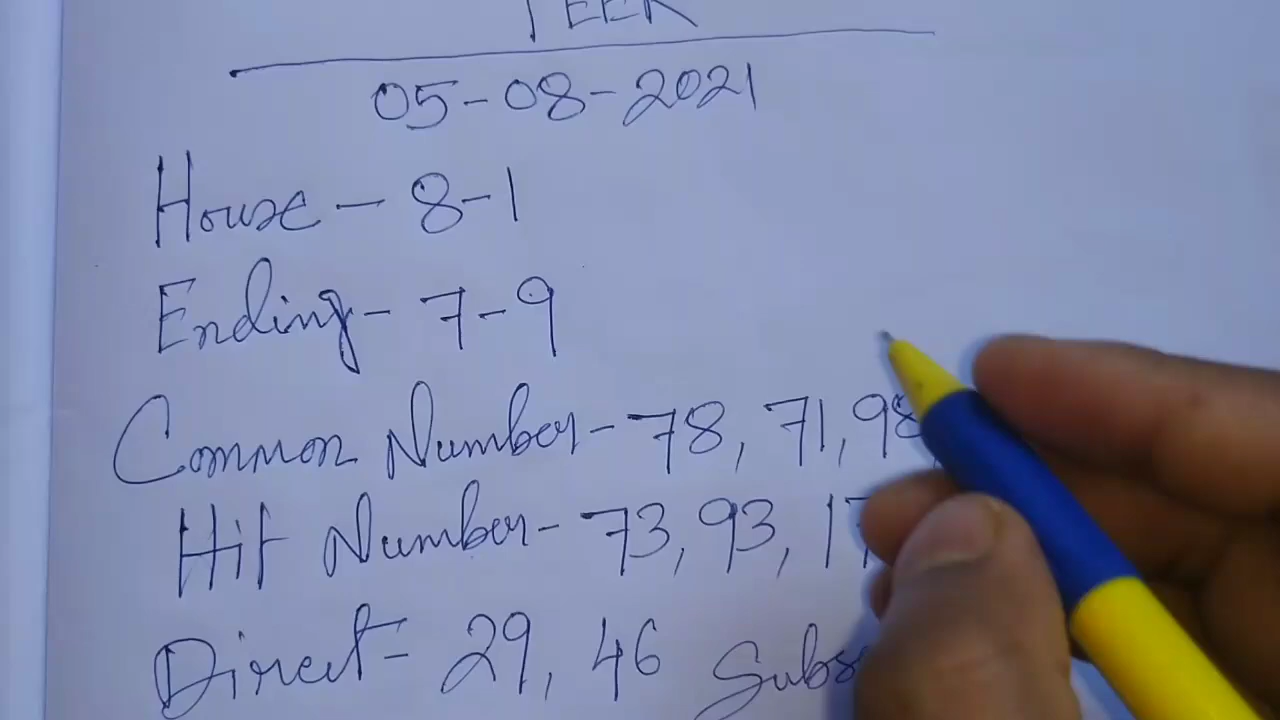 TEER
05-08-2021
House - 8-1
Ending - 7-9
Common Number - 78, 71, 98
Hit Number - 73, 93, 17
Direct - 29, 46